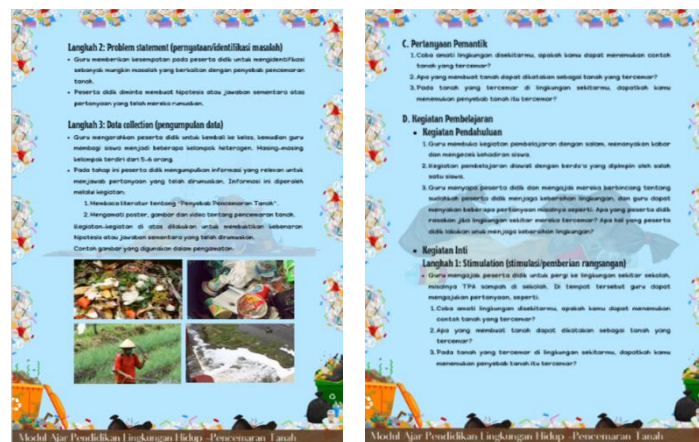 Langkah 2: Problem statement (pernyataan/identifikasi masalah)
• Guru memberikan kesempatan pada peserta didik untuk mengidentifikasi
sebanyak mungkin masalah yang berkaitan dengan penyebab pencemaran
tanah.
• Peserta didik diminta membuat hipotesis atau jawaban sementara atas
pertanyaan yang telah mereka rumuskan.
Langkah 3: Data collection (pengumpulan data)
• Guru mengarahkan peserta didik untuk kembali ke kelas, kemudian guru
membagi siswa menjadi beberapa kelompok heterogen. Masing-masing
kelompok terdiri dari 5-6 orang.
• Pada tahap ini peserta didik mengumpulkan informasi yang relevan untuk
menjawab pertanyaan yang telah dirumuskan. Informasi ini diperoleh
melalui kegiatan:
1. Membaca literatur tentang "Penyebab Pencemaran Tanah".
2. Mengamati poster, gambar dan video tentang pencemaran tanah.
Kegiatan-kegiatan di atas dilakukan untuk membuktikan kebenaran
hipotesis atau jawaban sementara yang telah dirumuskan.
Contoh gambar yang digunakan dalam pengamatan.
Modul Ajar Pendidikan Lingkungan Hidup -Pencemaran Tanah
C. Pertanyaan Pemantik
1. Coba amati lingkungan disekitarmu, apakah kamu dapat menemukan contoh
tanah yang tercemar?
2. Apa yang membuat tanah dapat dikatakan sebagai tanah yang tercemar?
3. Pada tanah yang tercemar di lingkungan sekitarmu, dapatkah kamu
menemukan penyebab tanah itu tercemar?
D. Kegiatan Pembelajaran
• Kegiatan Pendahuluan
1. Guru membuka kegiatan pembelajaran dengan salam, menanyakan kabar
dan mengecek kehadiran siswa.
2. Kegiatan pembelajaran diawali dengan berdo'a yang dipimpin oleh salah
satu siswa.
3. Guru menyapa peserta didik dan mengajak mereka berbincang tentang
sudahkah peserta didik menjaga kebersihan lingkungan, dan guru dapat
menyakan beberapa pertanyaan misalnya seperti: Apa yang peserta didik
rasakan jika lingkungan sekitar mereka tercemar? Apa hal yang peserta
didik lakukan unuk menjaga kebersihan lingkungan?
• Kegiatan Inti
Langkah 1: Stimulation (stimulasi/pemberian rangsangan)
• Guru mengajak peserta didik untuk pergi ke lingkungan sekitar sekolah,
misalnya TPA sampah di sekolah. Di tempat tersebut guru dapat
mengajukan pertanyaan, seperti:
1. Coba amati lingkungan disekitarmu, apakah kamu dapat menemukan
contoh tanah yang tercemar?
2. Apa yang membuat tanah dapat dikatakan sebagai tanah yang
tercemar?
3. Pada tanah yang tercemar di lingkungan sekitarmu, dapatkah kamu
menemukan penyebab tanah itu tercemar?
Modul Ajar Pendidikan Lingkungan Hidup -Pencemaran Tanah